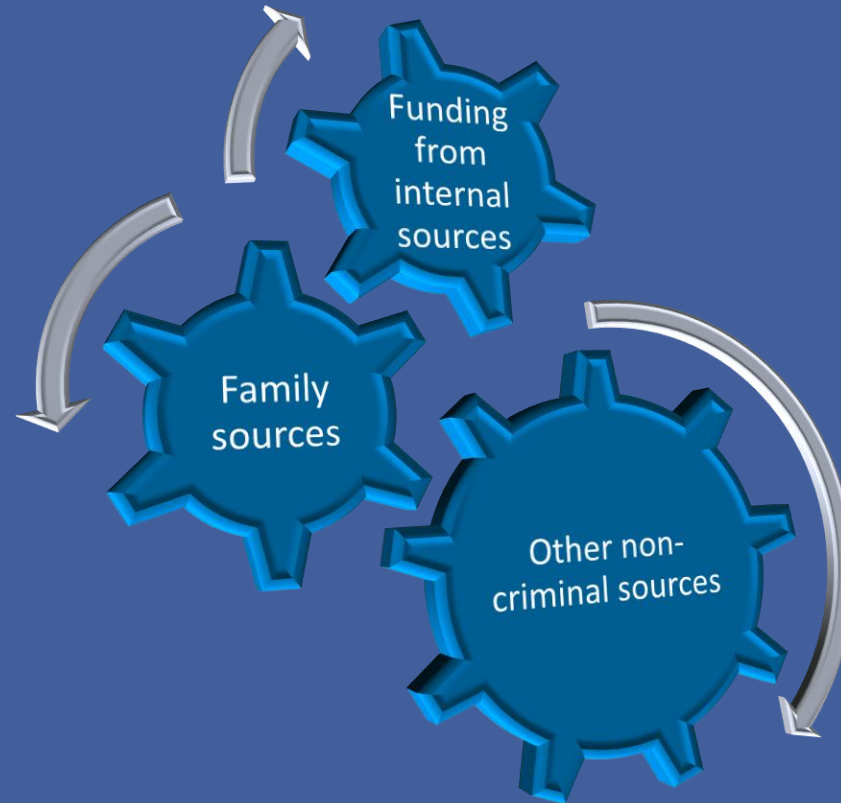 Funding
from
internal
sources
Family
sources
Other non-
criminal sources